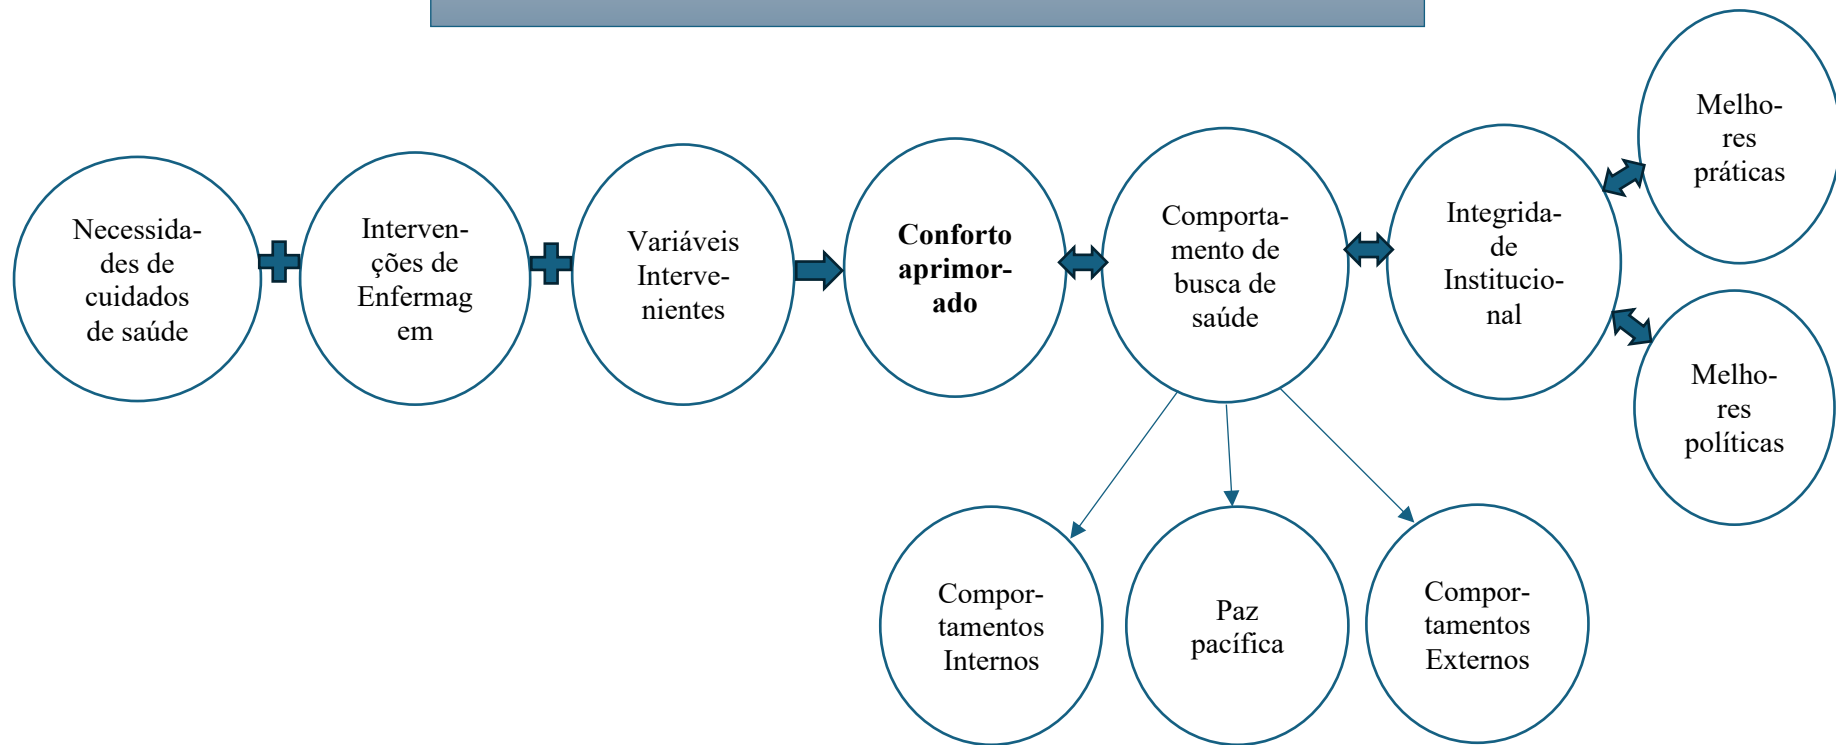 Necessida-
des de
cuidados
de saúde
Interven-
ções de
Enfermag
em
Variáveis
Interve-
nientes
Conforto
aprimor-
ado
Comporta-
mento de
busca de
saúde
Integrida-
de
Institucio-
nal
Melho-
res
práticas
Melho-
res
políticas
Compor-
tamentos
Internos
Paz
pacífica
Compor-
tamentos
Externos